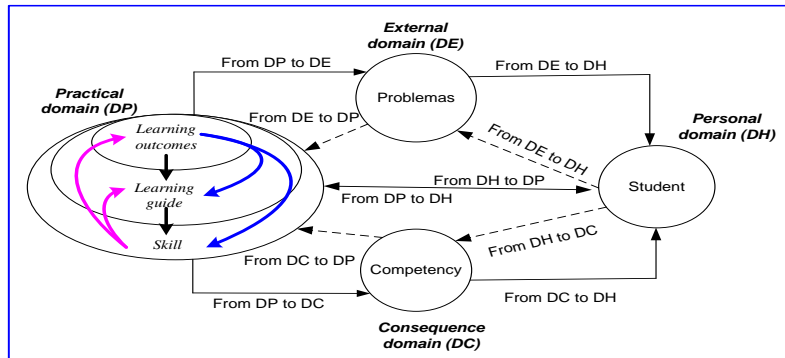 External
domain (DE)
From DP to DE
From DE to DH
Practical
domain (DP)
From DE to DP
Problemas
Personal
domain (DH)
Learning
outcomes
From DE to DH
Learning
guide
From DH to DP
From DP to DH
Student
Skill
From DC to DP
From DH to DC
Competency
From DP to DC
From DC to DH
Consequence
domain (DC)